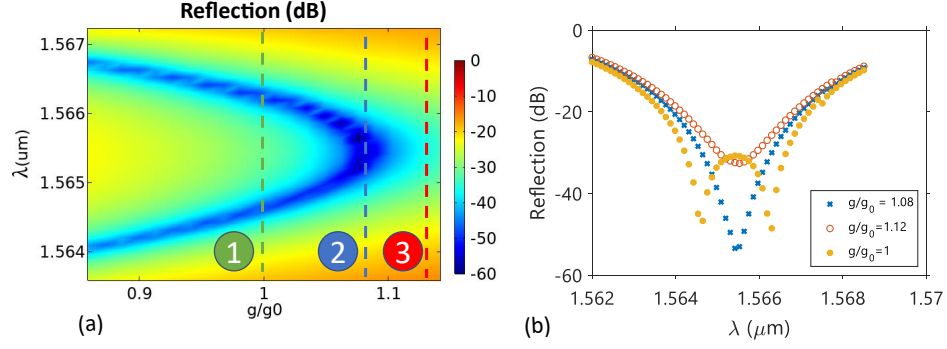 Reflection (dB)
1.567
1.566
1.565
1.564
λ(um)
0.9
1
1.1
g/g0
1
2
3
0
-10
-20
-30
-40
-50
-60
(a)
0
-20
-40
-60
Reflection (dB)
1.562
1.564
1.566
1.568
1.57
λ (μm)
g/g₀ = 1.08
g/g₀ =1.12
g/g₀ =1
(b)